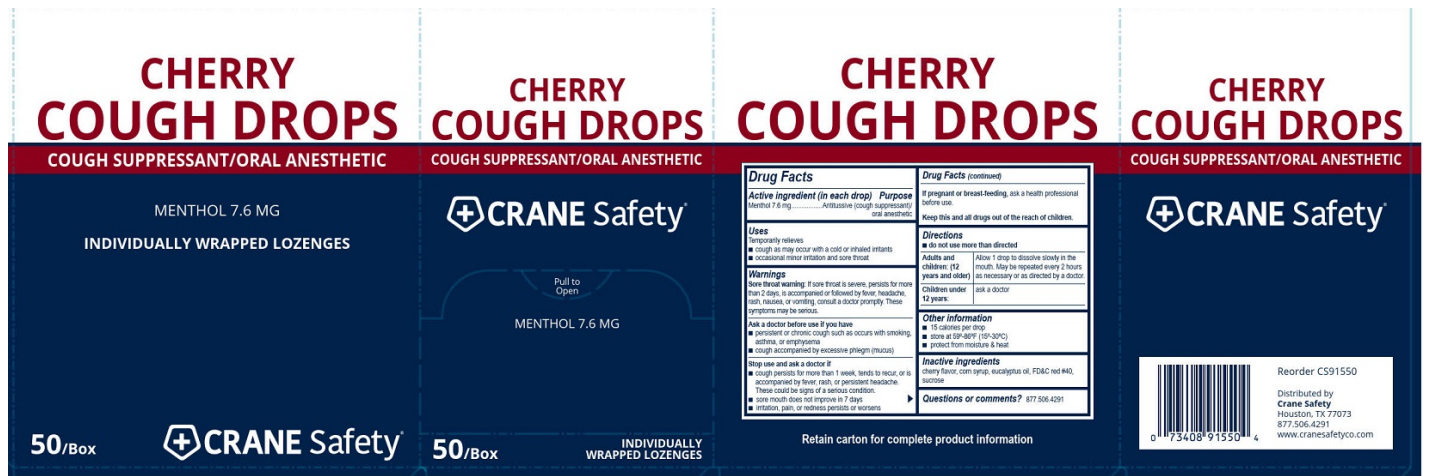 CHERRY
COUGH DROPS
COUGH SUPPRESSANT/ORAL ANESTHETIC
MENTHOL 7.6 MG
INDIVIDUALLY WRAPPED LOZENGES
50/Box
CRANE Safety
CHERRY
COUGH DROPS
COUGH SUPPRESSANT/ORAL ANESTHETIC
CRANE Safety
Pull to
Open
MENTHOL 7.6 MG
50/Box
INDIVIDUALLY
WRAPPED LOZENGES
CHERRY
COUGH DROPS
Drug Facts
Active ingredient (in each drop) Purpose
Menthol 7.6 mg................Antitussive (cough suppressant)/
oral anesthetic
Uses
Temporarily relieves
■ cough as may occur with a cold or inhaled irritants
■ occasional minor irritation and sore throat
Warnings
Sore throat warning: If sore throat is severe, persists for more
than 2 days, is accompanied or followed by fever, headache,
rash, nausea, or vomiting, consult a doctor promptly. These
symptoms may be serious.
Ask a doctor before use if you have
■ persistent or chronic cough such as occurs with smoking,
asthma, or emphysema
■ cough accompanied by excessive phlegm (mucus)
Stop use and ask a doctor if
■ cough persists for more than 1 week, tends to recur, or is
accompanied by fever, rash, or persistent headache.
These could be signs of a serious condition.
■ sore mouth does not improve in 7 days
■ irritation, pain, or redness persists or worsens
Drug Facts (continued)
If pregnant or breast-feeding, ask a health professional
before use.
Keep this and all drugs out of the reach of children.
Directions
■ do not use more than directed
Adults and
children: (12
years and older)
Allow 1 drop to dissolve slowly in the
mouth. May be repeated every 2 hours
as necessary or as directed by a doctor.
Children under
12 years:
ask a doctor
Other information
■ 15 calories per drop
■ store at 59º-86ºF (15º-30ºC)
■ protect from moisture & heat
Inactive ingredients
cherry flavor, corn syrup, eucalyptus oil, FD&C red #40,
sucrose
Questions or comments? 877.506.4291
Retain carton for complete product information
CHERRY
COUGH DROPS
COUGH SUPPRESSANT/ORAL ANESTHETIC
CRANE Safety
0 73408 91550 4
Reorder CS91550
Distributed by
Crane Safety
Houston, TX 77073
877.506.4291
www.cranesafetyco.com